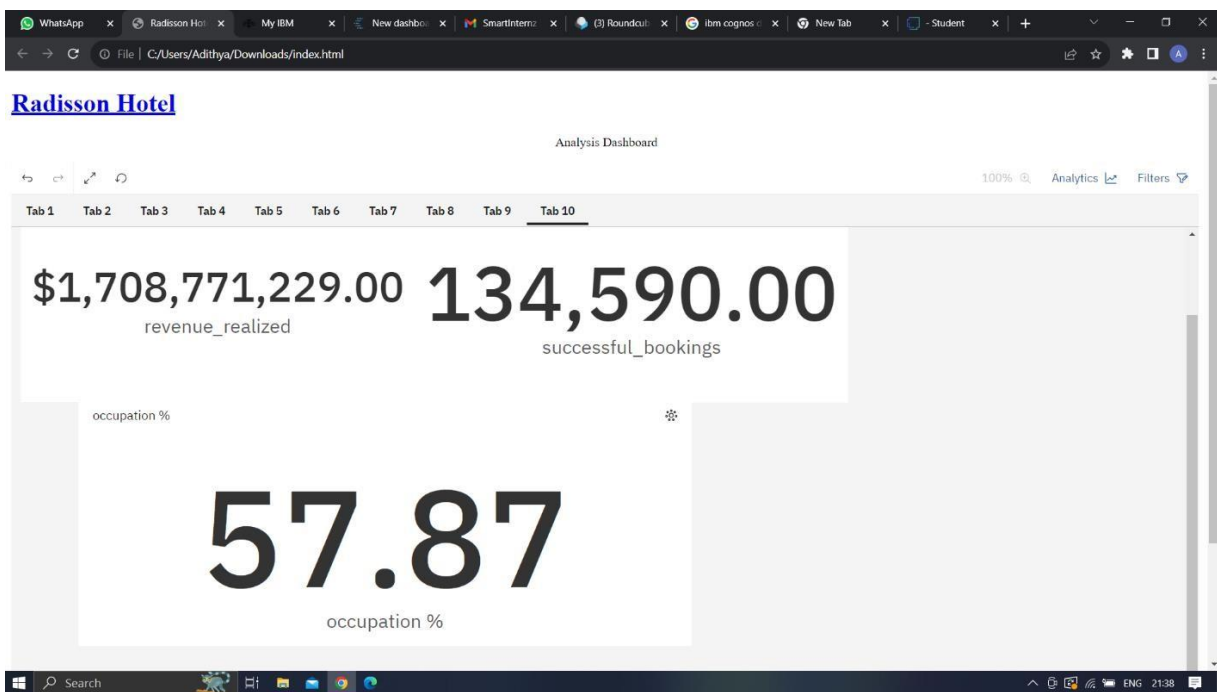 WhatsApp Radisson Hot My IBM New dashboa SmartInternz (3) Roundcub ibm cognos d New Tab - Student
File C:/Users/Adithya/Downloads/index.html A
Radisson Hotel
Analysis Dashboard
100% Analytics Filters
Tab 1 Tab 2 Tab 3 Tab 4 Tab 5 Tab 6 Tab 7 Tab 8 Tab 9 Tab 10
$1,708,771,229.00 134,590.00
revenue_realized successful_bookings
occupation %
57.87
occupation %
Search ENG 21:38